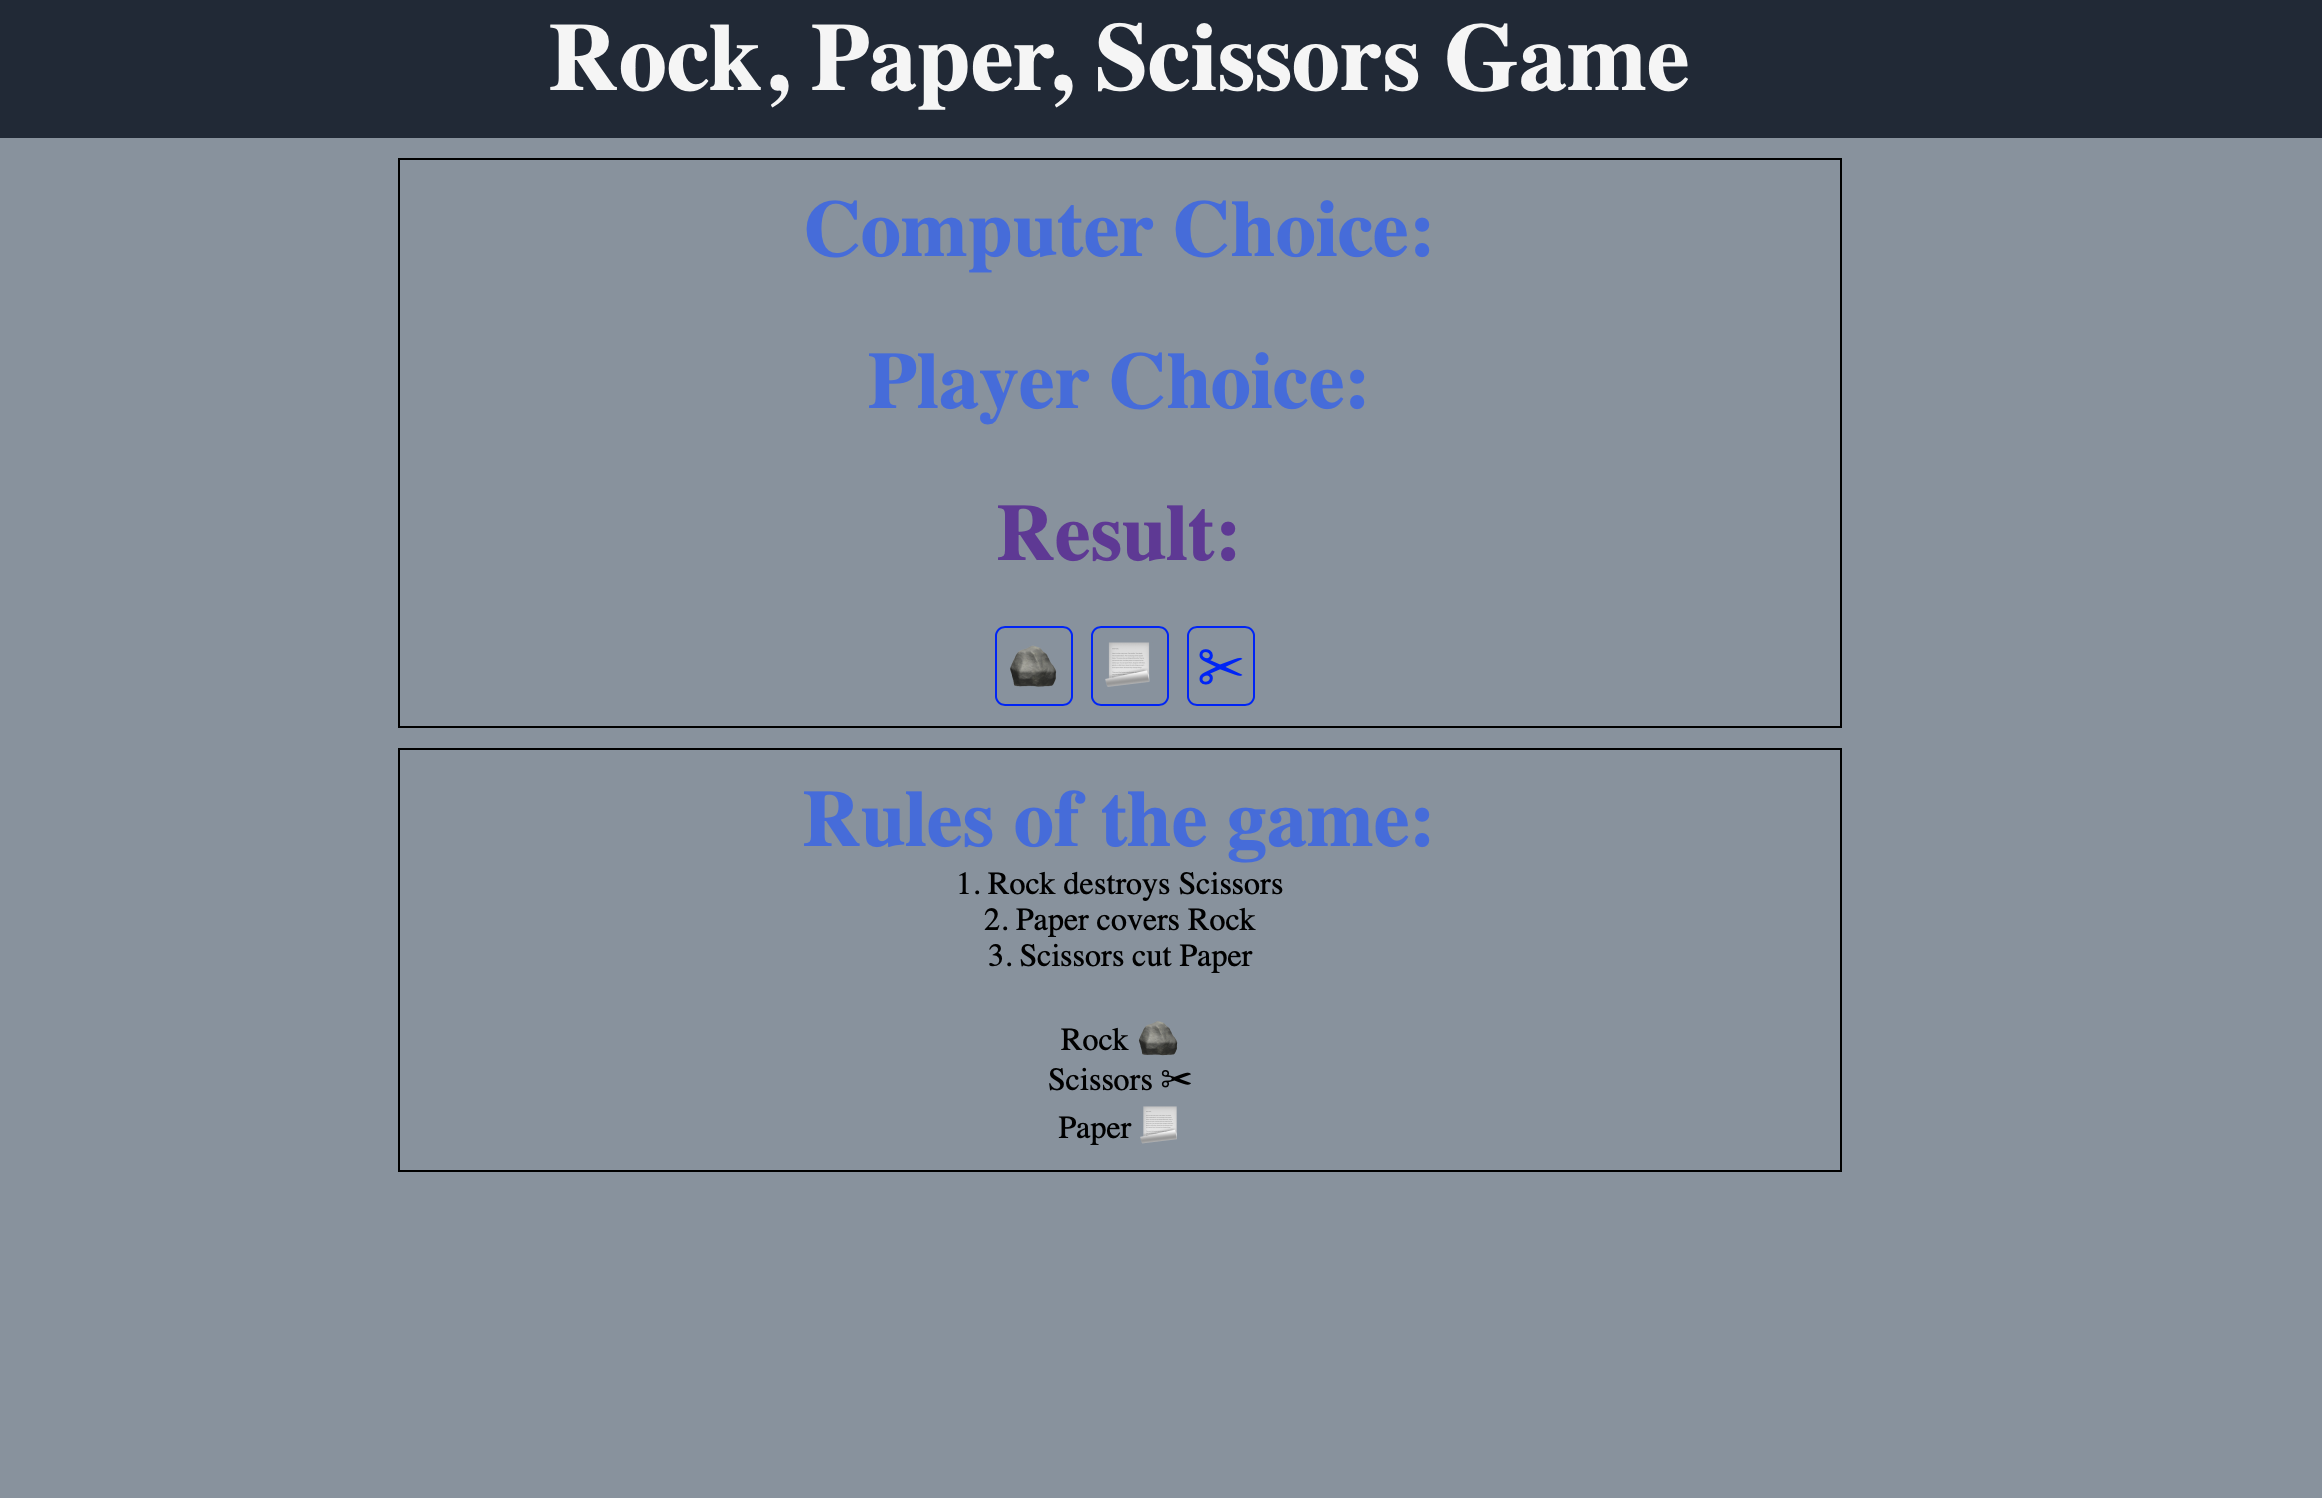 Rock, Paper, Scissors Game
Computer Choice:
Player Choice:
Result:
Rules of the game:
1. Rock destroys Scissors
2. Paper covers Rock
3. Scissors cut Paper
Rock 🪨
Scissors ✂
Paper 📃